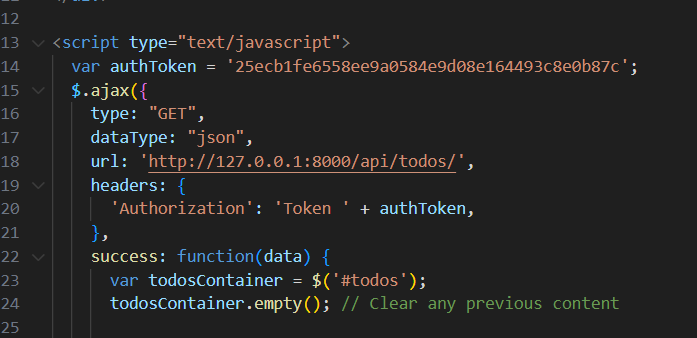 12
13 <script type="text/javascript">
14 var authToken = '25ecb1fe6558ee9a0584e9d08e164493c8e0b87c';
15 $.ajax({
16 type: "GET",
17 dataType: "json",
18 url: 'http://127.0.0.1:8000/api/todos/',
19 headers: {
20 'Authorization': 'Token ' + authToken,
21 },
22 success: function(data) {
23 var todosContainer = $('#todos');
24 todosContainer.empty(); // Clear any previous content
25